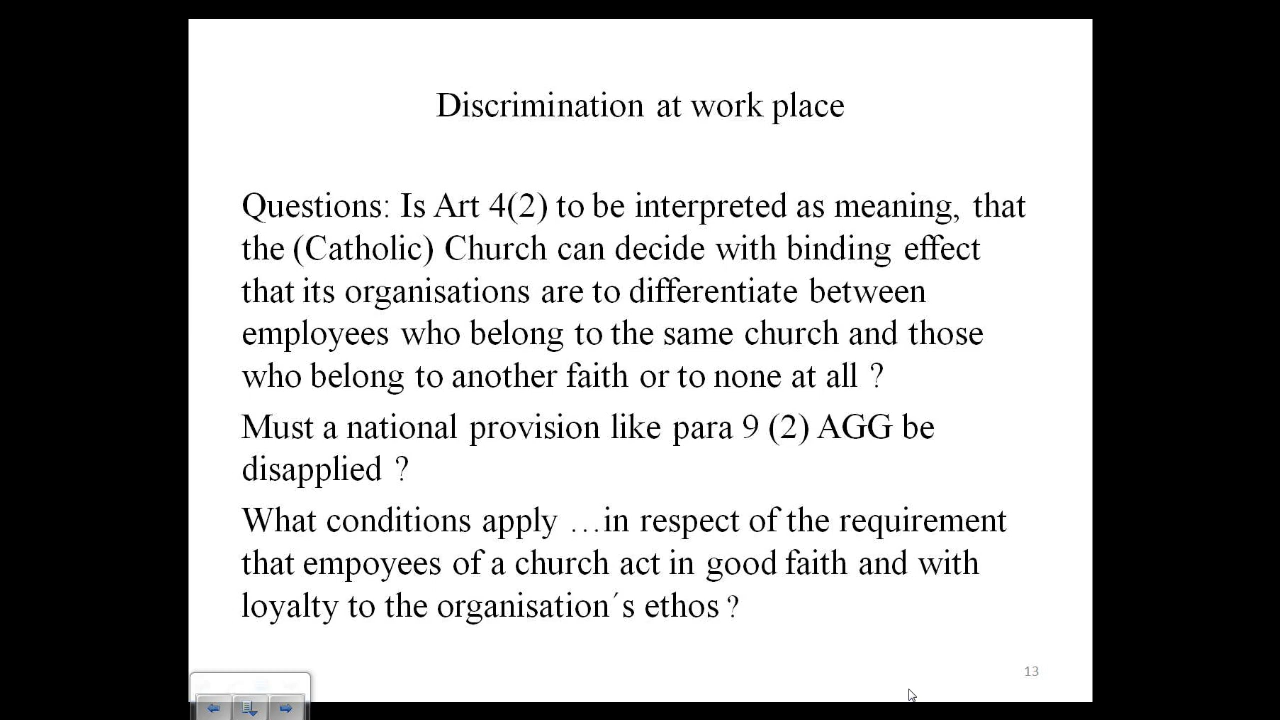 Discrimination at work place
Questions: Is Art 4(2) to be interpreted as meaning, that
the (Catholic) Church can decide with binding effect
that its organisations are to differentiate between
employees who belong to the same church and those
who belong to another faith or to none at all ?
Must a national provision like para 9 (2) AGG be
disapplied ?
What conditions apply …in respect of the requirement
that empoyees of a church act in good faith and with
loyalty to the organisation´s ethos ?
13